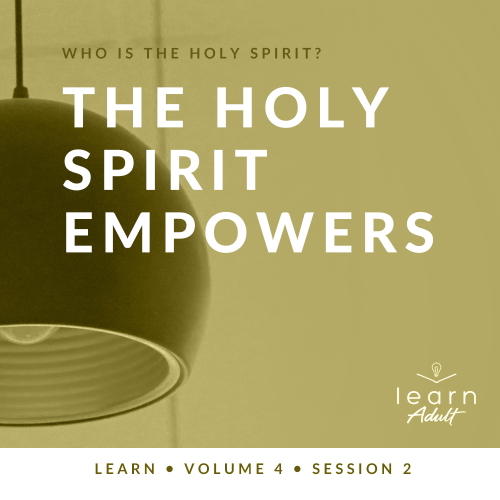 WHO IS THE HOLY SPIRIT?
THE HOLY
SPIRIT
EMPOWERS
learn
Adult
LEARN • VOLUME 4 • SESSION 2